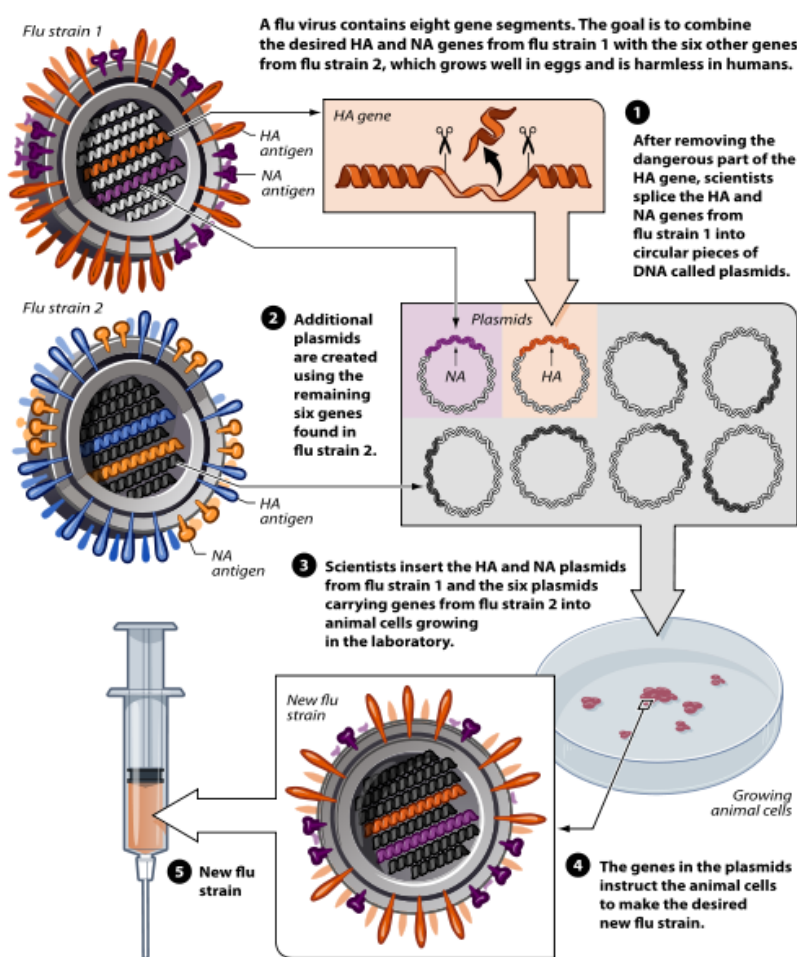 Flu strain 1
A flu virus contains eight gene segments. The goal is to combine
the desired HA and NA genes from flu strain 1 with the six other genes
from flu strain 2, which grows well in eggs and is harmless in humans.
HA gene
HA
antigen
NA
antigen
1
After removing the
dangerous part of the
HA gene, scientists
splice the HA and
NA genes from
flu strain 1 into
circular pieces of
DNA called plasmids.
Flu strain 2
2 Additional
plasmids
are created
using the
remaining
six genes
found in
flu strain 2.
Plasmids
NA
HA
HA
antigen
NA
antigen
3 Scientists insert the HA and NA plasmids
from flu strain 1 and the six plasmids
carrying genes from flu strain 2 into
animal cells growing
in the laboratory.
New flu
strain
Growing
animal cells
4 The genes in the plasmids
instruct the animal cells
to make the desired
new flu strain.
5 New flu
strain